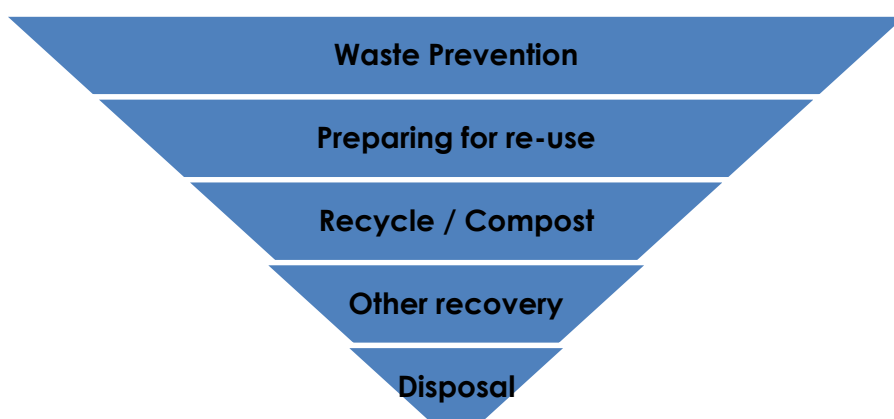 Waste Prevention
Preparing for re-use
Recycle / Compost
Other recovery
Disposal